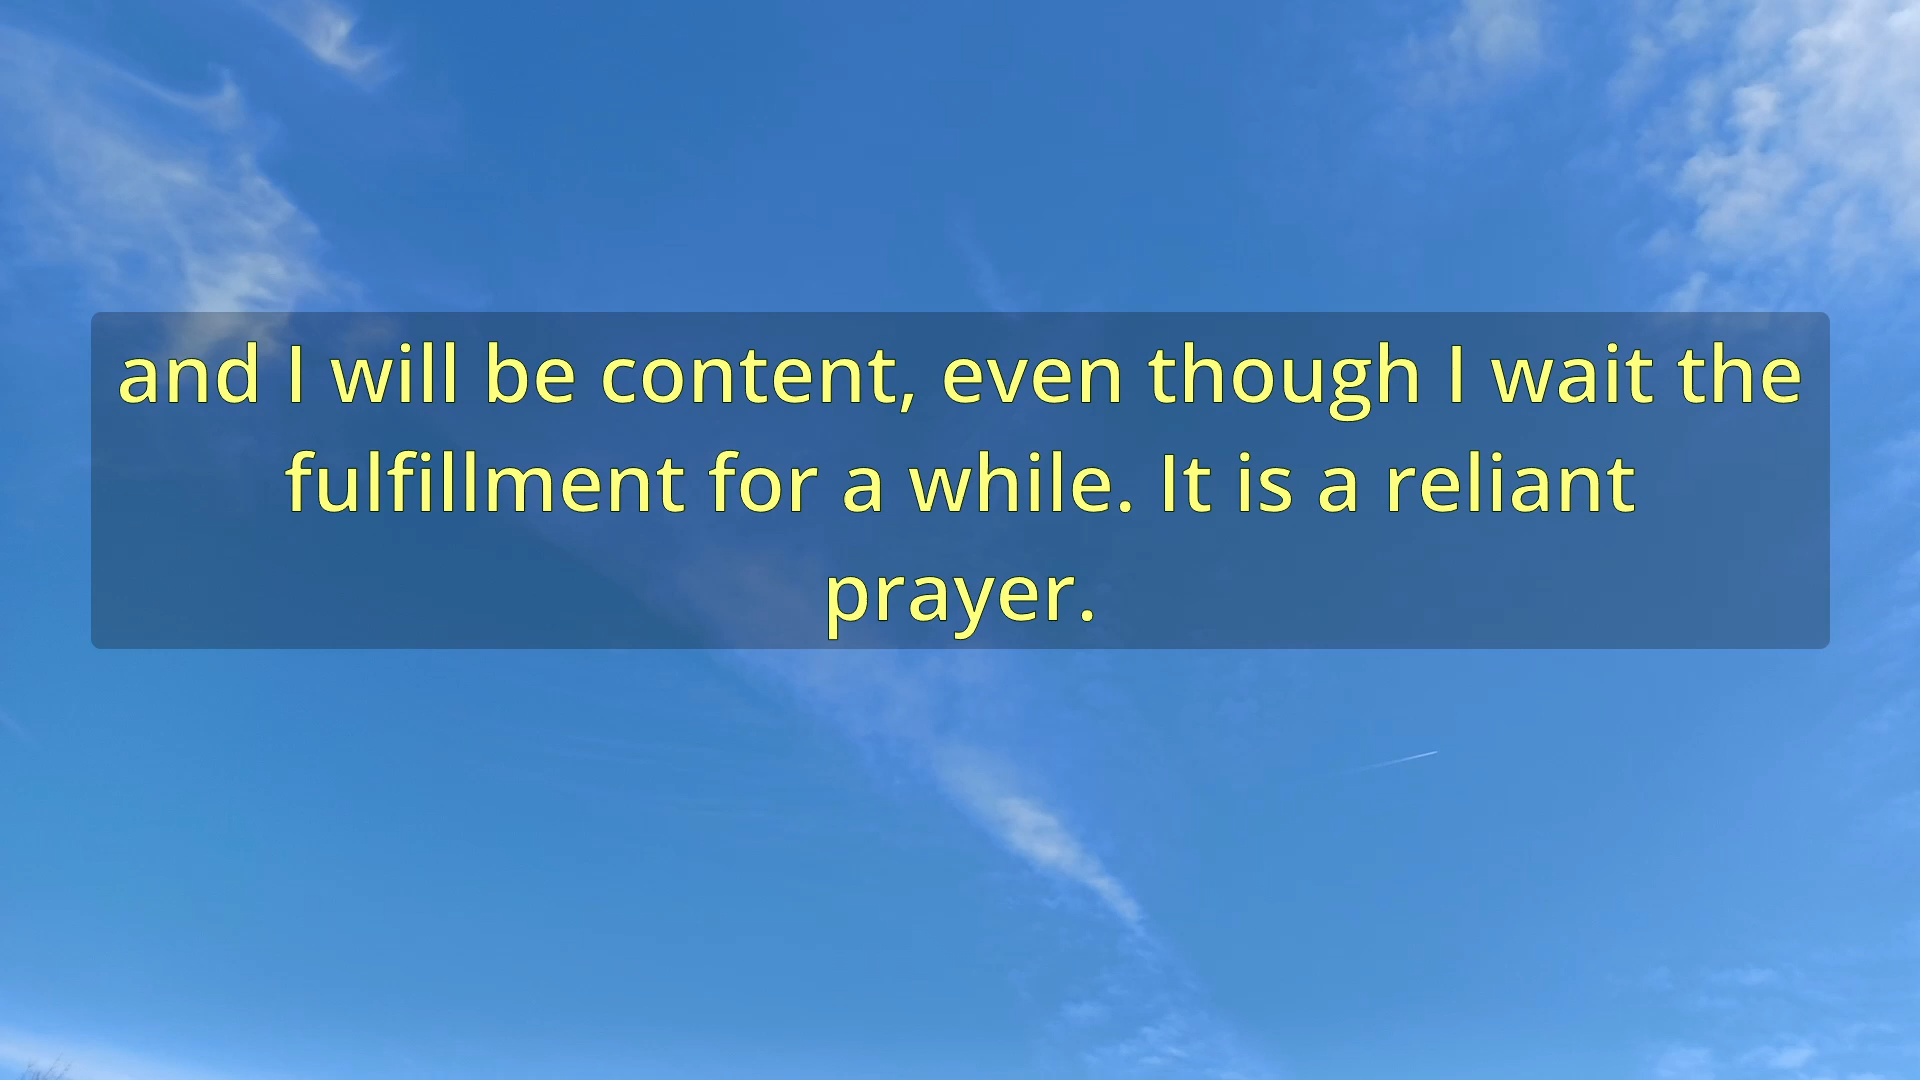 and I will be content, even though I wait the
fulfillment for a while. It is a reliant
prayer.